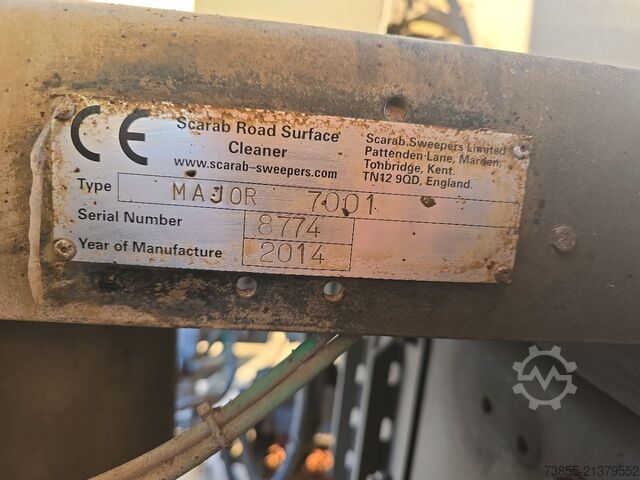 CE
Scarab Road Surface
Cleaner
www.scarab-sweepers.com
Scarab Sweepers Limited
Pattenden Lane, Marden,
Tonbridge, Kent.
TN12 9QD, England.
Type MAJOR 7001
Serial Number 8774
Year of Manufacture 2014
73855-21379552